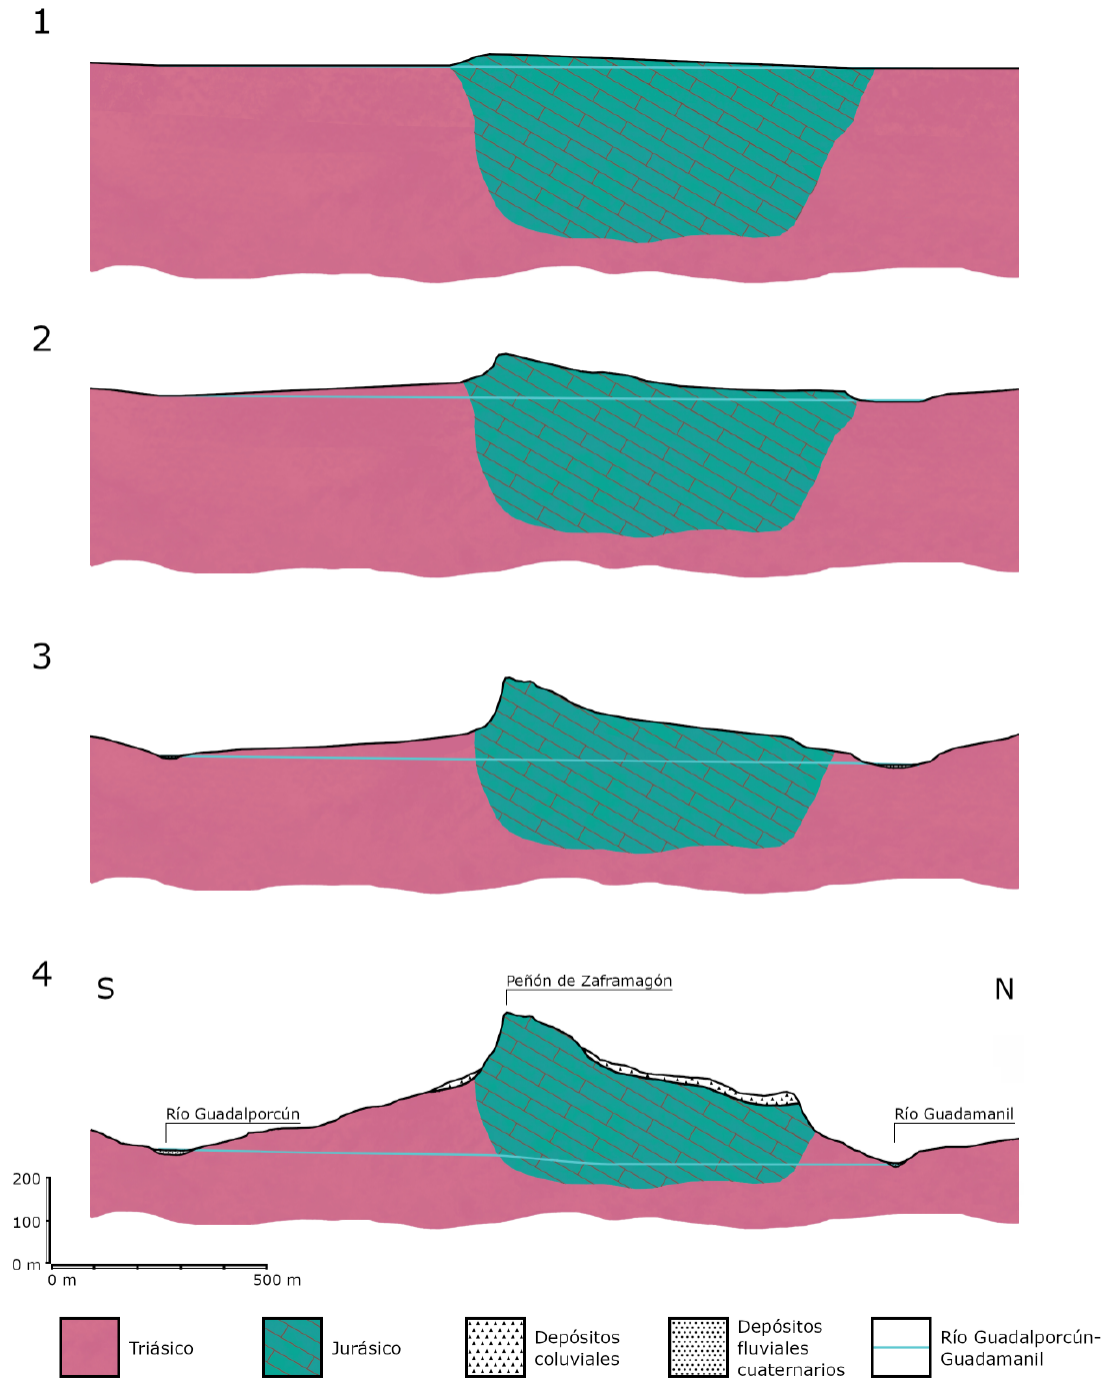 1
2
3
4
S
Peñón de Zaframagón
N
Río Guadalporcún
Río Guadamanil
200
100
0 m
0 m
500 m
Triásico
Jurásico
Depósitos
coluviales
Depósitos
fluviales
cuaternarios
Río Guadalporcún-
Guadamanil